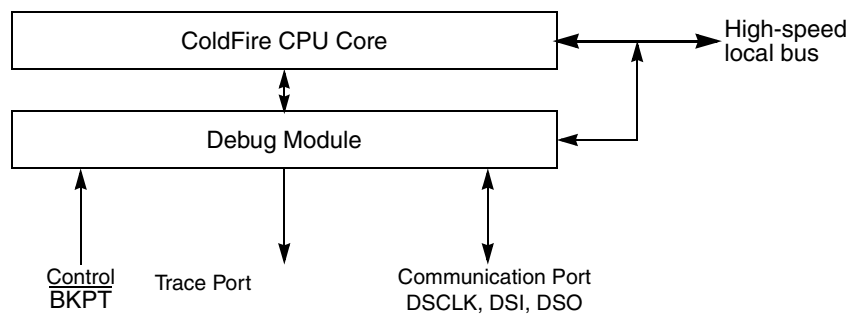 ColdFire CPU Core
High-speed
local bus
Debug Module
Control
BKPT
Trace Port
Communication Port
DSCLK, DSI, DSO